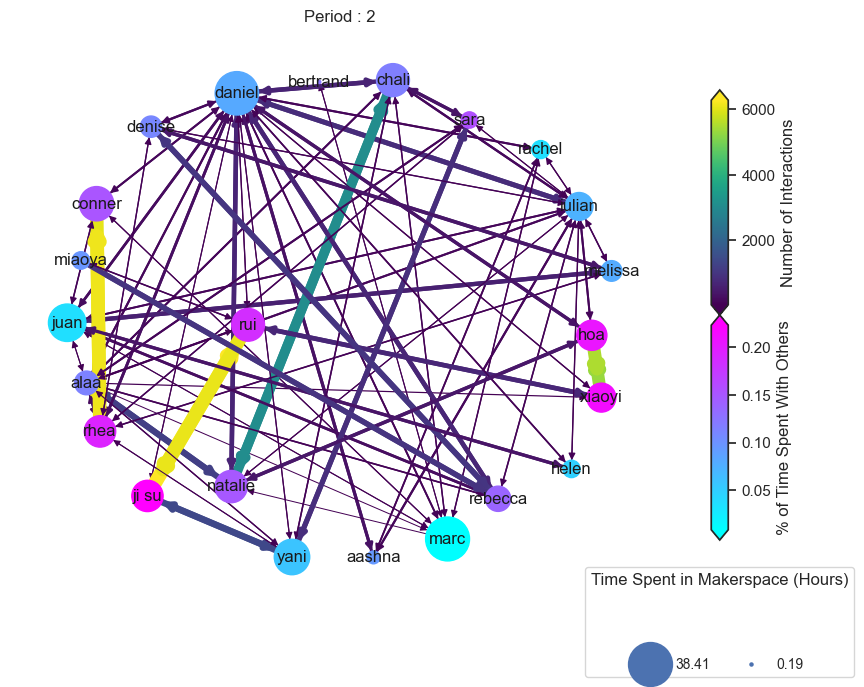 Period : 2
bertrand
chali
daniel
sara
denise
rachel
conner
julian
miaoya
melissa
juan
rui
hoa
alaa
xiaoyi
rhea
natalie
helen
ji su
rebecca
marc
yani
aashna
6000
4000
2000
Number of Interactions
0.20
0.15
0.10
0.05
% of Time Spent With Others
Time Spent in Makerspace (Hours)
38.41
0.19